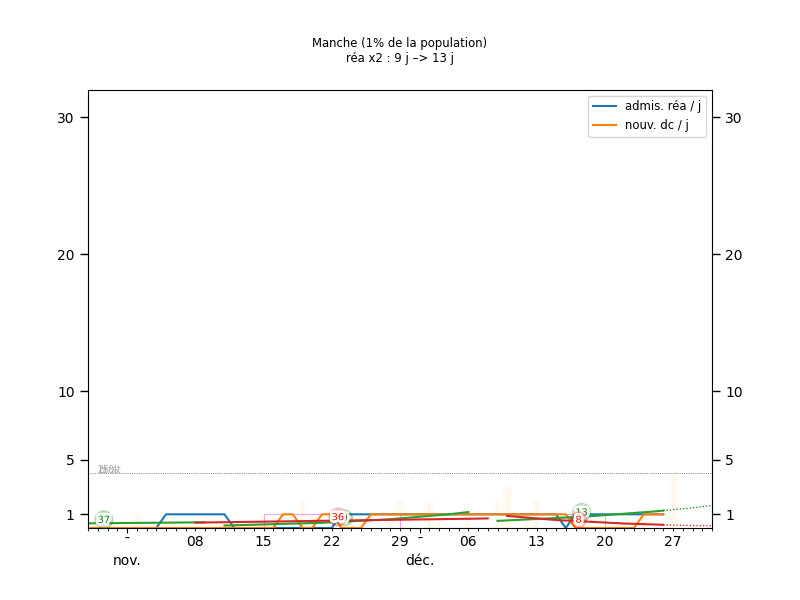 Manche (1% de la population)
réa x2 : 9 j –> 13 j
admis. réa / j
nouv. dc / j
30
30
20
20
10
10
5
5
1
1
37
36
13
8
- 08 15 22 29 - 06 13 20 27
nov. déc.